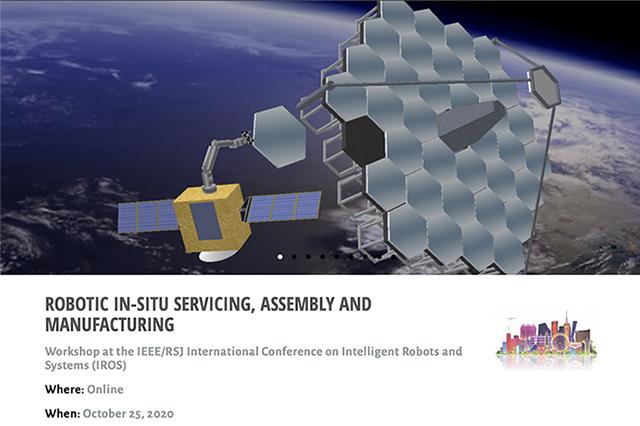 ROBOTIC IN-SITU SERVICING, ASSEMBLY AND
MANUFACTURING
Workshop at the IEEE/RSJ International Conference on Intelligent Robots and
Systems (IROS)
Where: Online
When: October 25, 2020